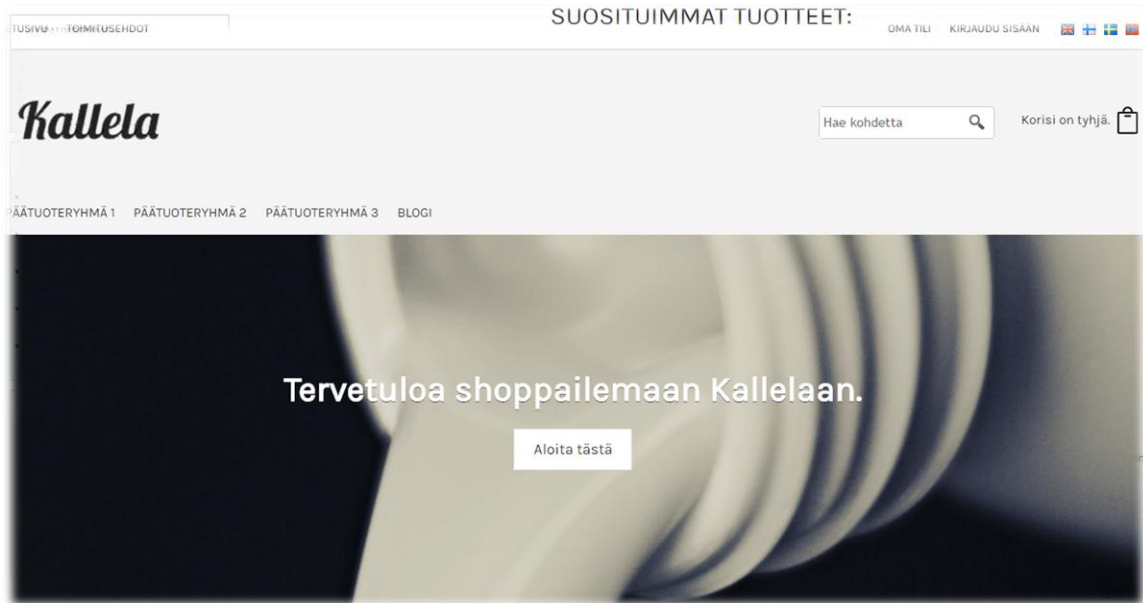 SUOSITUIMMAT TUOTTEET:
ETUSIVU TOIMITUSEHDOT
OMA TILI KIRJAUDU SISÄÄN
Kallela
Hae kohdetta
Korisi on tyhjä.
PÄÄTUOTERYHMÄ 1 PÄÄTUOTERYHMÄ 2 PÄÄTUOTERYHMÄ 3 BLOGI
Tervetuloa shoppailemaan Kallelaan.
Aloita tästä